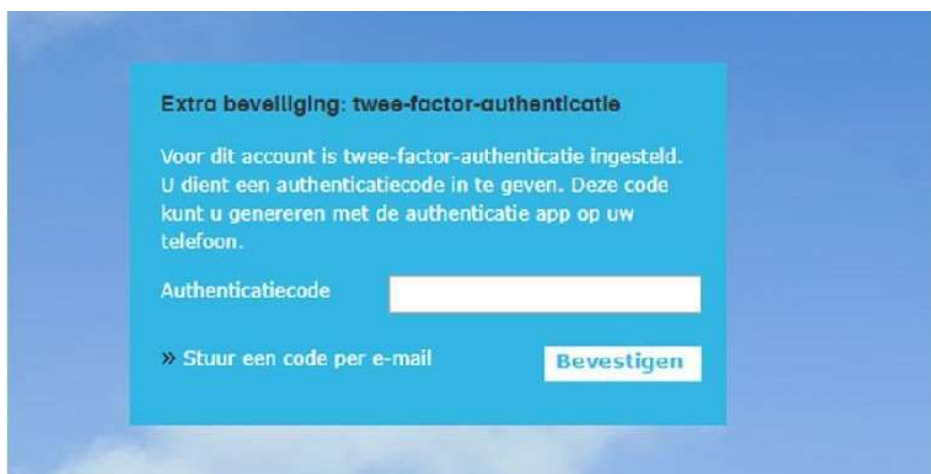 Extra beveiliging: twee-factor-authenticatie
Voor dit account is twee-factor-authenticatie ingesteld.
U dient een authenticatiecode in te geven. Deze code
kunt u genereren met de authenticatie app op uw
telefoon.
Authenticatiecode
» Stuur een code per e-mail
Bevestigen